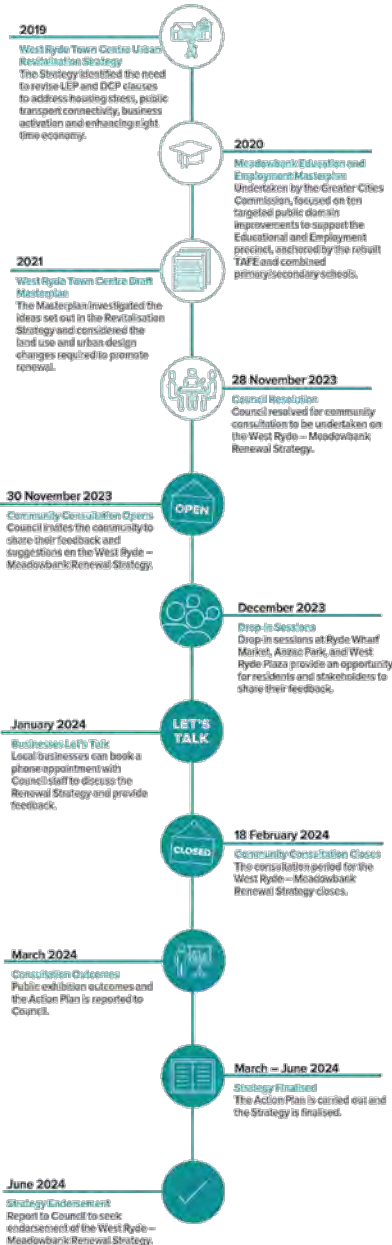 2019
West Ryde Town Centre Urban
Revitalisation Strategy
The Strategy identified the need
to revise LEP and DCP clauses
to address housing stress, public
transport connectivity, business
activation and enhancing night
time economy.
2020
Meadowbank Education and
Employment Masterplan
Undertaken by the Greater Cities
Commission, focused on ten
targeted public domain
improvements to support the
Educational and Employment
precinct, anchored by the rebuilt
TAFE and combined
primary/secondary schools.
2021
West Ryde Town Centre Draft
Masterplan
The Masterplan investigated the
ideas set out in the Revitalisation
Strategy and considered the
land use and urban design
changes required to promote
renewal.
28 November 2023
Council Resolution
Council resolved for community
consultation to be undertaken on
the West Ryde – Meadowbank
Renewal Strategy.
30 November 2023
Community Consultation Opens
Council invites the community to
share their feedback and
suggestions on the West Ryde –
Meadowbank Renewal Strategy.
OPEN
December 2023
Drop-in Sessions
Drop-in sessions at Ryde Wharf
Market, Anzac Park, and West
Ryde Plaza provide an opportunity
for residents and stakeholders to
share their feedback.
January 2024
Businesses Let's Talk
Local businesses can book a
phone appointment with
Council staff to discuss the
Renewal Strategy and provide
feedback.
LET'S
TALK
18 February 2024
Community Consultation Closes
The consultation period for the
West Ryde – Meadowbank
Renewal Strategy closes.
CLOSED
March 2024
Consultation Outcomes
Public exhibition outcomes and
the Action Plan is reported to
Council.
March – June 2024
Strategy Finalised
The Action Plan is carried out and
the Strategy is finalised.
June 2024
Strategy Endorsement
Report to Council to seek
endorsement of the West Ryde –
Meadowbank Renewal Strategy.